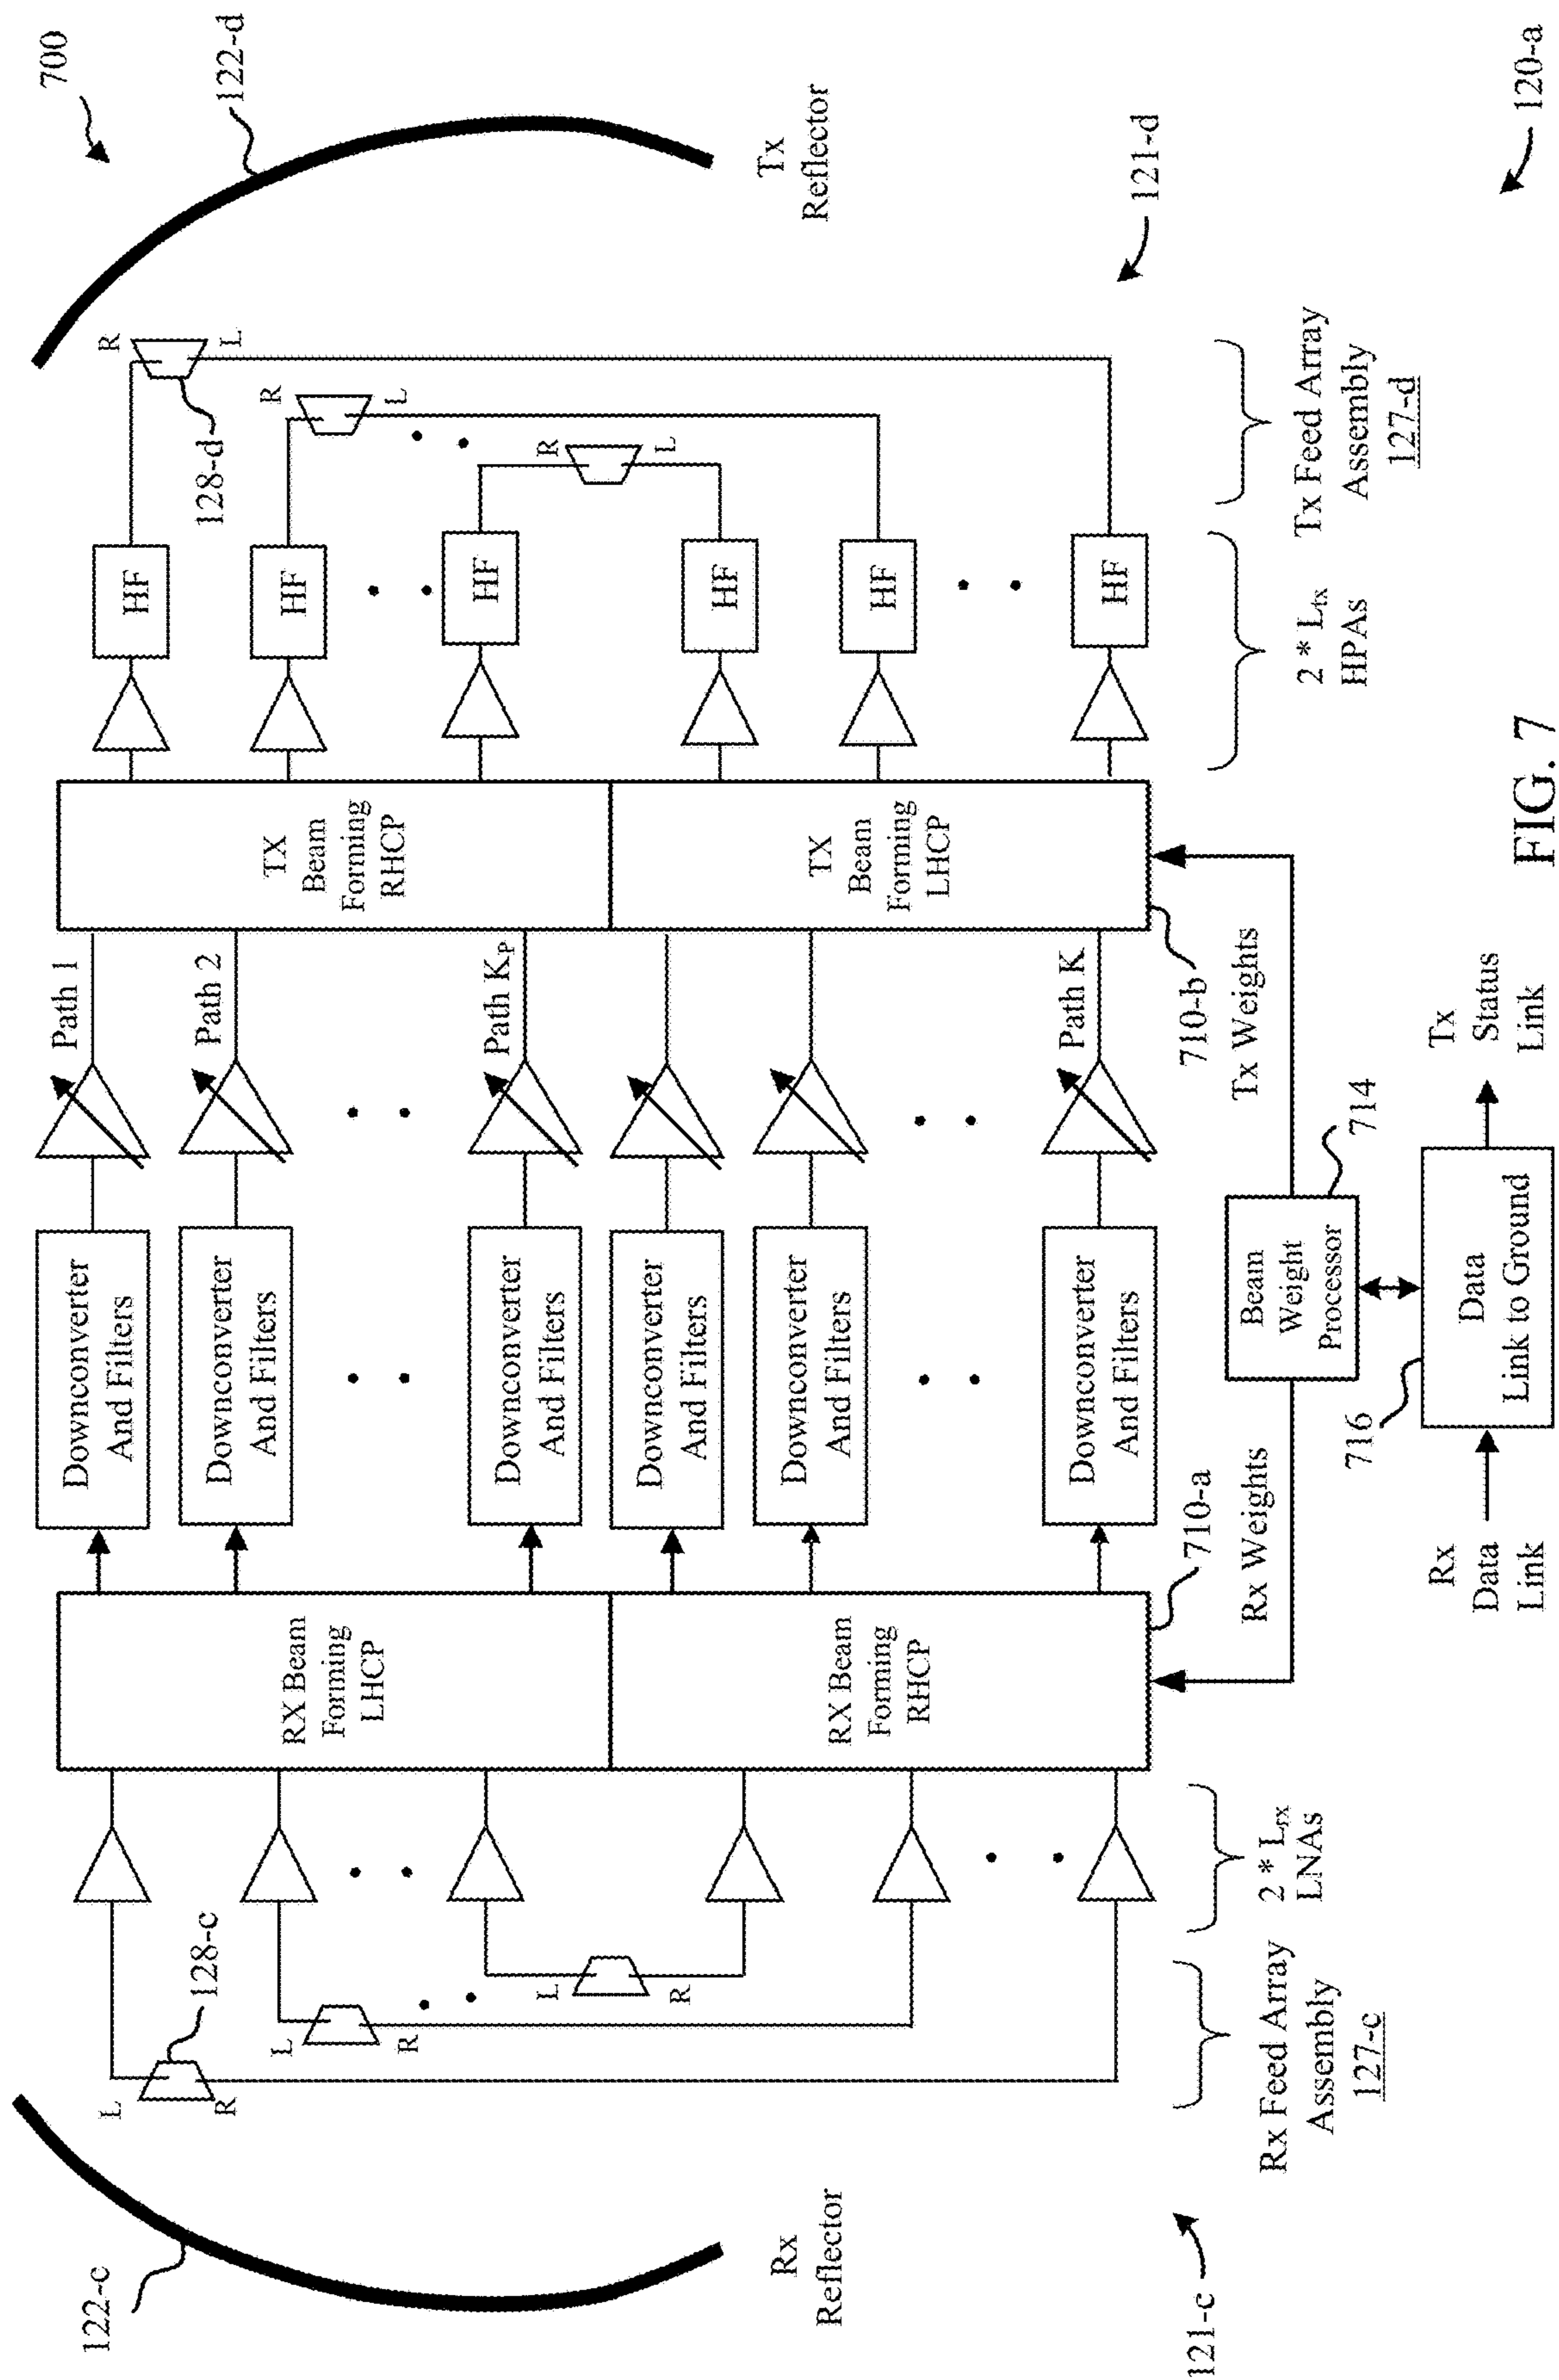 700
122-d
Tx
Reflector
121-d
120-a
R
L
128-d
R
L
R
L
Tx Feed Array
Assembly
127-d
HF
HF
HF
HF
HF
HF
2 * Ltx
HPAs
TX
Beam
Forming
RHCP
TX
Beam
Forming
LHCP
Path 1
Path 2
Path KP
Path K
710-b
Tx Weights
Downconverter
And Filters
Downconverter
And Filters
Downconverter
And Filters
Downconverter
And Filters
Downconverter
And Filters
Downconverter
And Filters
Beam
Weight
Processor
714
Data
Link to Ground
716
Tx
Status
Link
Rx
Data
Link
Rx Weights
710-a
RX Beam
Forming
LHCP
RX Beam
Forming
RHCP
2 * Lrx
LNAs
128-c
L
R
L
R
L
R
Rx Feed Array
Assembly
127-c
122-c
Rx
Reflector
121-c
FIG. 7